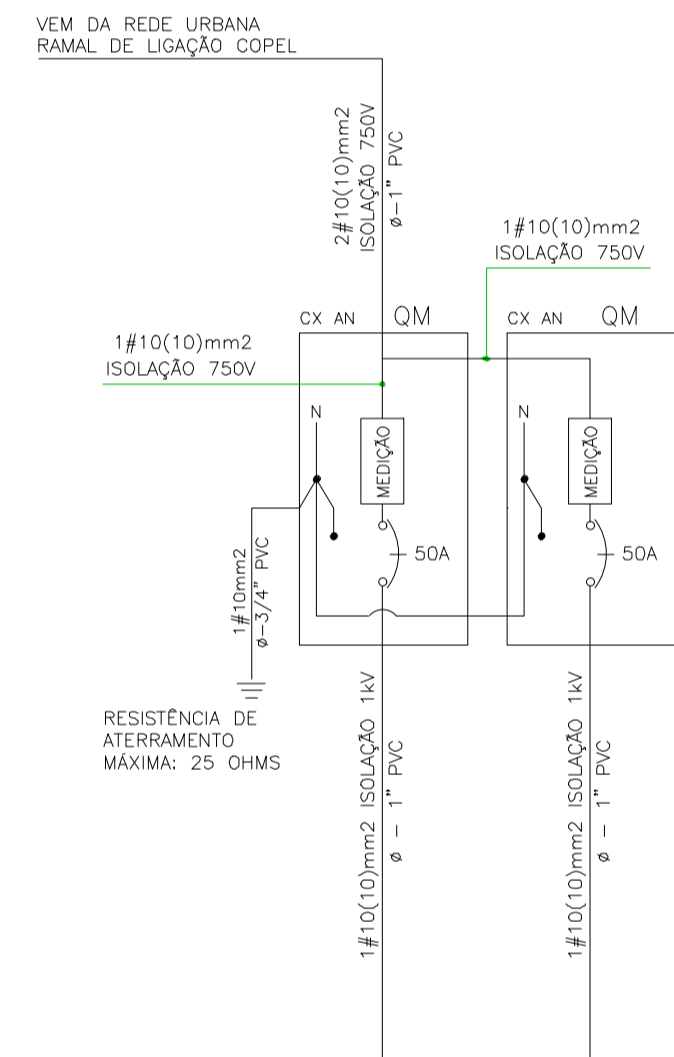 VEM DA REDE URBANA
RAMAL DE LIGAÇÃO COPEL
2#10(10)mm2
ISOLAÇÃO 750V
ø-1" PVC
1#10(10)mm2
ISOLAÇÃO 750V
CX AN
QM
CX AN
QM
1#10(10)mm2
ISOLAÇÃO 750V
N
MEDIÇÃO
50A
N
MEDIÇÃO
50A
1#10mm2
ø-3/4" PVC
RESISTÊNCIA DE
ATERRAMENTO
MÁXIMA: 25 OHMS
1#10(10)mm2 ISOLAÇÃO 1kV
ø - 1" PVC
1#10(10)mm2 ISOLAÇÃO 1kV
ø - 1" PVC